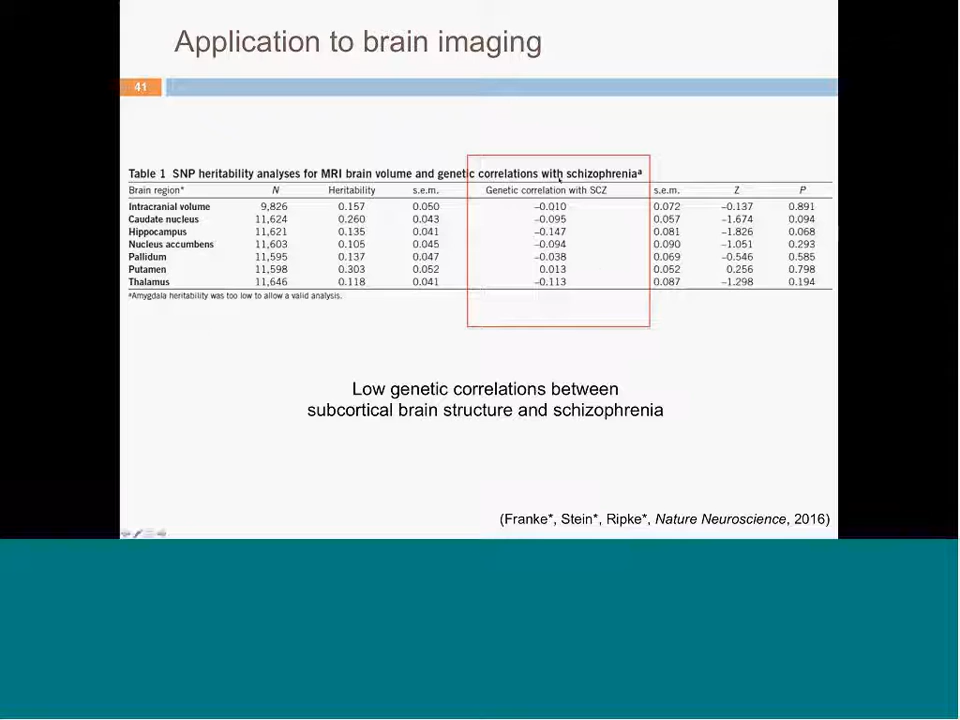 Application to brain imaging
41
Table 1 SNP heritability analyses for MRI brain volume and genetic correlations with schizophreniaª
Brain region* N Heritability s.e.m. Genetic correlation with SCZ s.e.m. Z P
Intracranial volume 9,826 0.157 0.050 –0.010 0.072 –0.137 0.891
Caudate nucleus 11,624 0.260 0.043 –0.095 0.057 –1.674 0.094
Hippocampus 11,621 0.135 0.041 –0.147 0.081 –1.826 0.068
Nucleus accumbens 11,603 0.105 0.045 –0.094 0.090 –1.051 0.293
Pallidum 11,595 0.137 0.047 –0.038 0.069 –0.546 0.585
Putamen 11,598 0.303 0.052 0.013 0.052 0.256 0.798
Thalamus 11,646 0.118 0.041 –0.113 0.087 –1.298 0.194
ªAmygdala heritability was too low to allow a valid analysis.
Low genetic correlations between
subcortical brain structure and schizophrenia
(Franke*, Stein*, Ripke*, Nature Neuroscience, 2016)